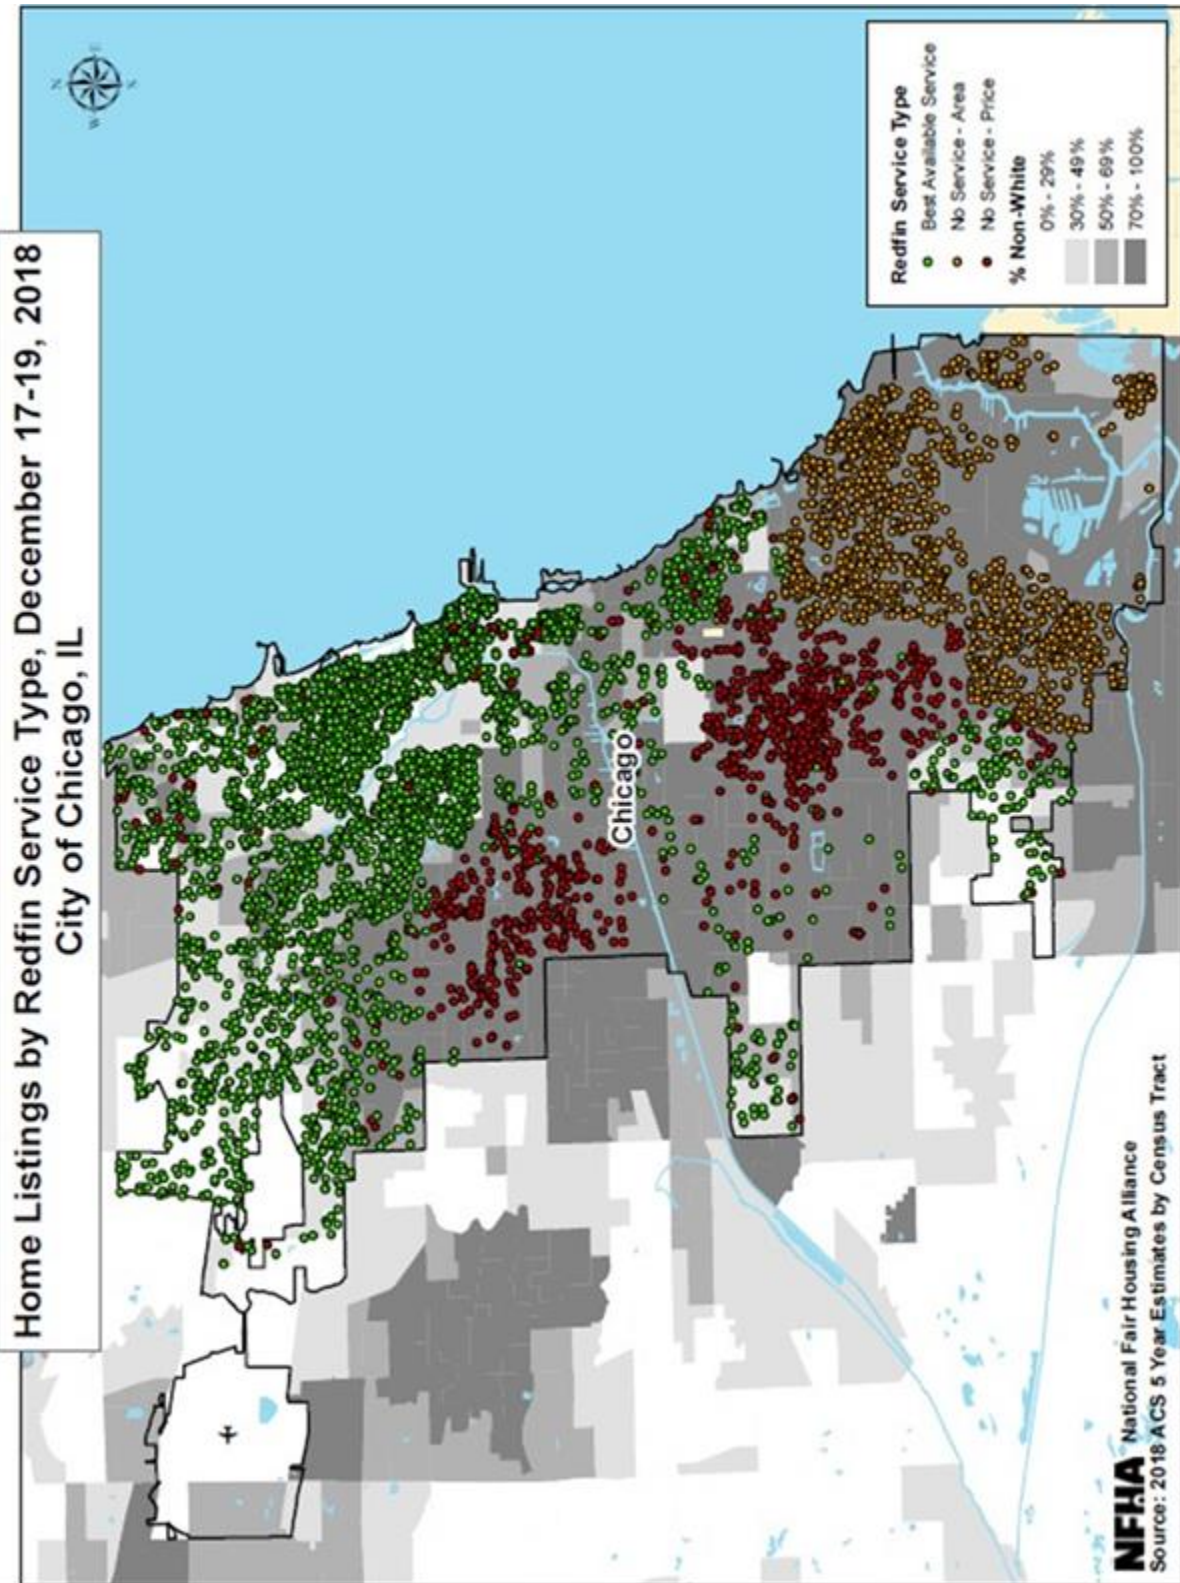 Home Listings by Redfin Service Type, December 17-19, 2018
City of Chicago, IL
N
E
W
S
Chicago
Redfin Service Type
Best Available Service
No Service - Area
No Service - Price
% Non-White
0% - 29%
30% - 49%
50% - 69%
70% - 100%
NFHA National Fair Housing Alliance
Source: 2018 ACS 5 Year Estimates by Census Tract